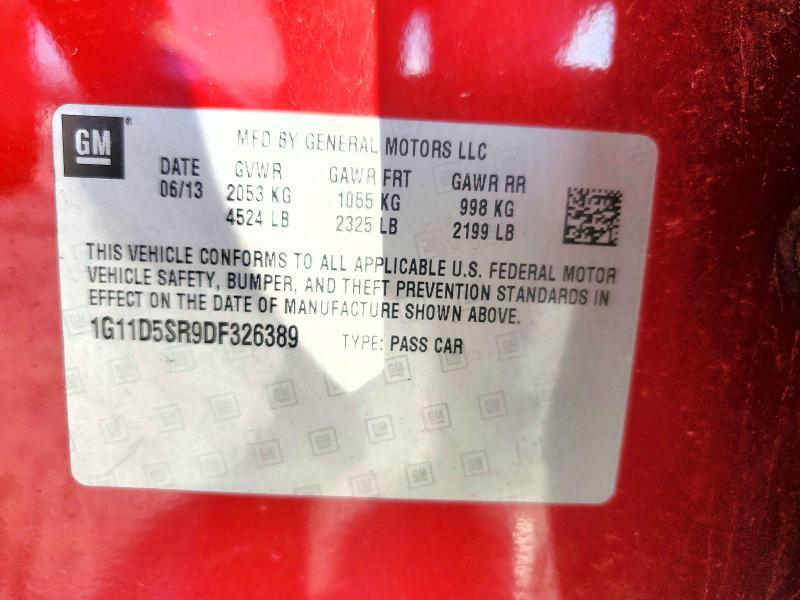 GM ®
MFD BY GENERAL MOTORS LLC
DATE GVWR GAWR FRT GAWR RR
06/13 2053 KG 1055 KG 998 KG
4524 LB 2325 LB 2199 LB
THIS VEHICLE CONFORMS TO ALL APPLICABLE U.S. FEDERAL MOTOR
VEHICLE SAFETY, BUMPER, AND THEFT PREVENTION STANDARDS IN
EFFECT ON THE DATE OF MANUFACTURE SHOWN ABOVE.
1G11D5SR9DF326389 TYPE: PASS CAR